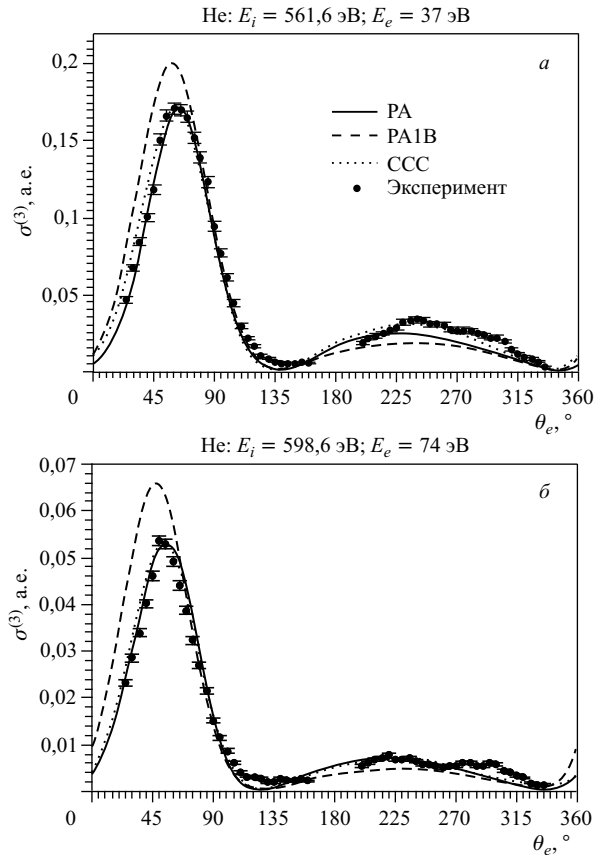 He: E_i = 561,6 эВ; E_e = 37 эВ
а
0,2
0,15
0,1
0,05
σ^(3), а.е.
PA
PA1B
CCC
Эксперимент
0 45 90 135 180 225 270 315 360
θ_e, °
He: E_i = 598,6 эВ; E_e = 74 эВ
б
0,07
0,06
0,05
0,04
0,03
0,02
0,01
σ^(3), а.е.
0 45 90 135 180 225 270 315 360
θ_e, °